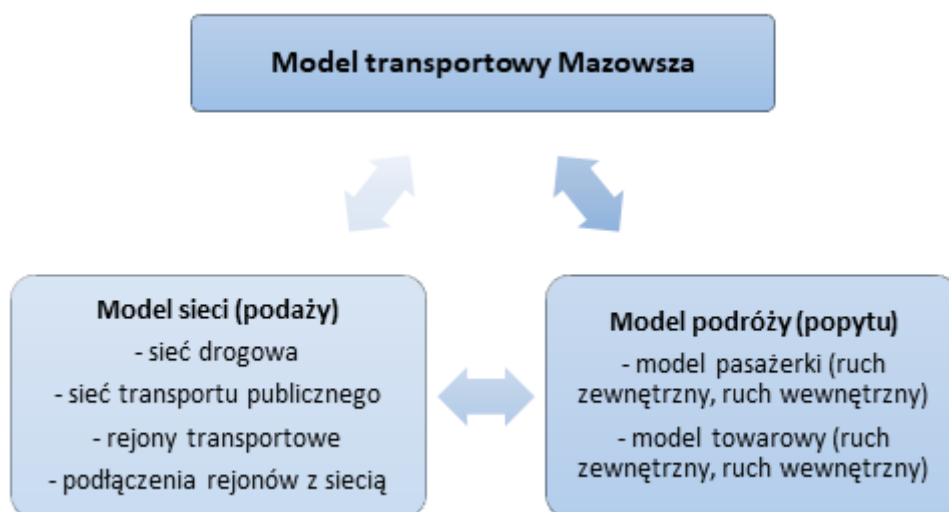 Model transportowy Mazowsza
Model sieci (podaży)
- sieć drogowa
- sieć transportu publicznego
- rejony transportowe
- podłączenia rejonów z siecią
Model podróży (popytu)
- model pasażerki (ruch
zewnętrzny, ruch wewnętrzny)
- model towarowy (ruch
zewnętrzny, ruch wewnętrzny)